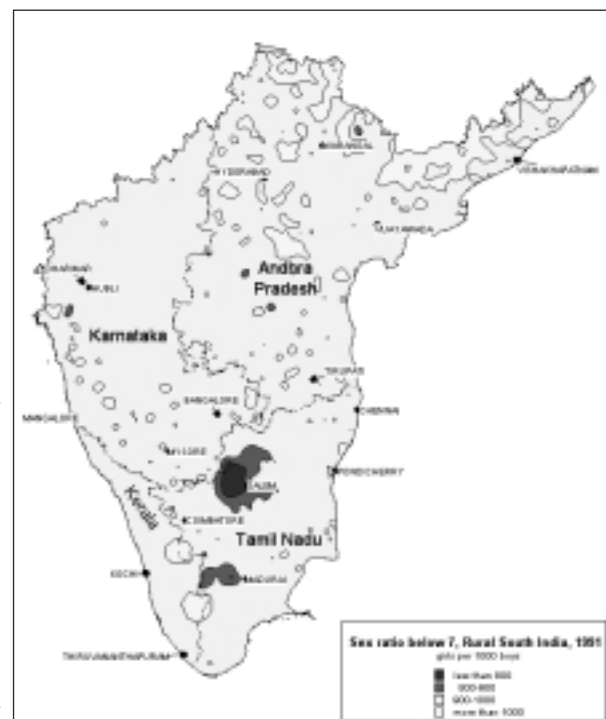 WARANGAL
VISHAKHAPATNAM
HYDERABAD
VIJAYAWADA
Andhra
Pradesh
DHARWAR
HUBLI
Karnataka
TIRUPATI
BANGALORE
CHENNAI
MANGALORE
MYSORE
PONDICHERRY
SALEM
Kerala
COIMBATORE
Tamil Nadu
KOCHI
MADURAI
THIRUVANANTHAPURAM
Sex ratio below 7, Rural South India, 1991
girls per 1000 boys
less than 800
800-900
900-1000
more than 1000